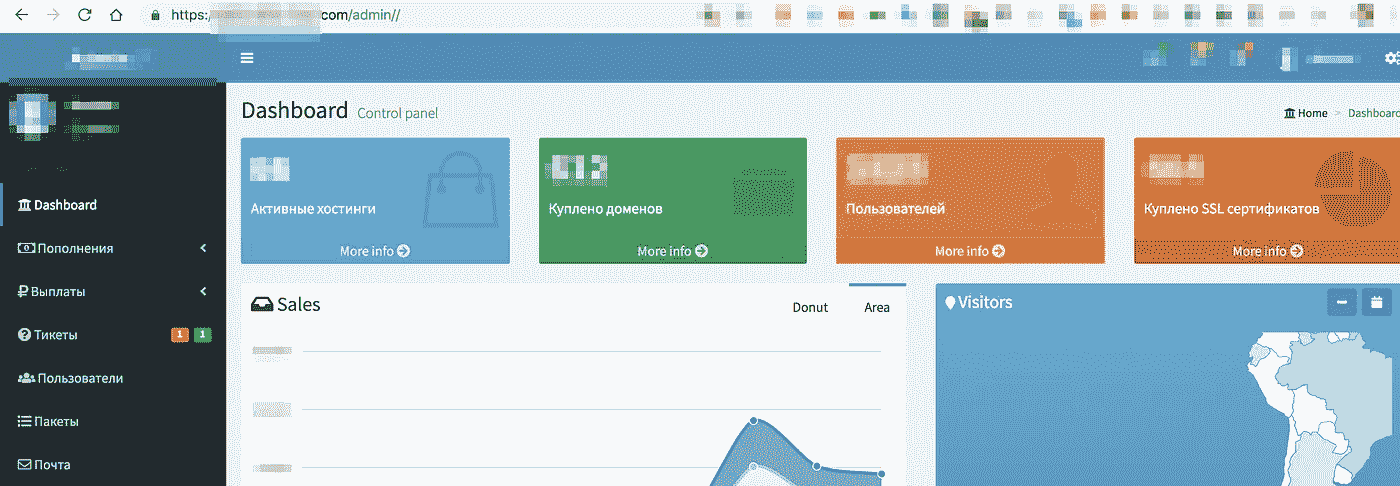 https:
.com/admin//
Dashboard Control panel
Home > Dashboard
Активные хостинги
More info
Куплено доменов
More info
Пользователей
More info
Куплено SSL сертификатов
More info
Dashboard
Пополнения
Выплаты
Тикеты 1 1
Пользователи
Пакеты
Почта
Sales
Donut
Area
Visitors